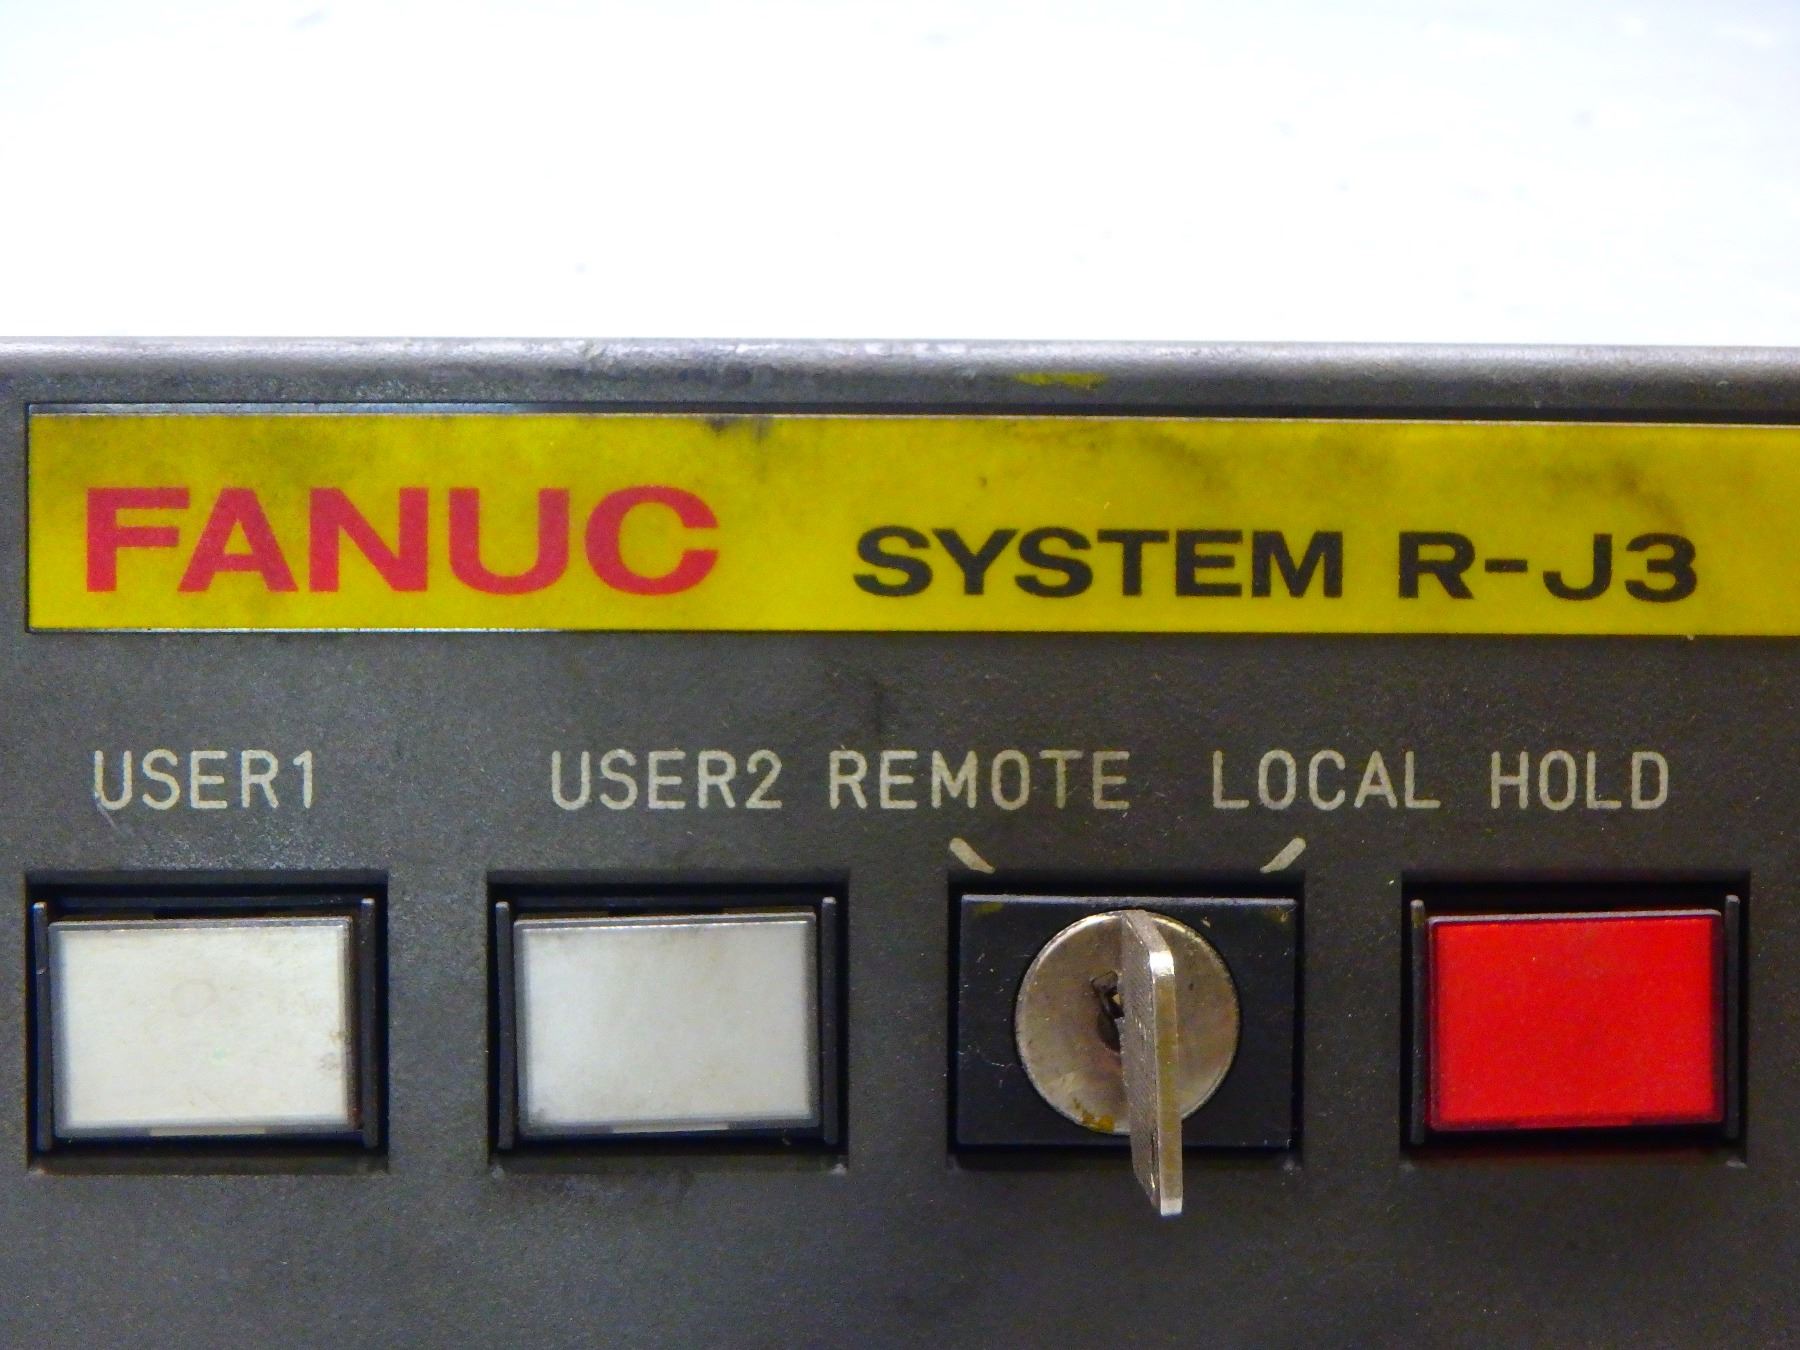 FANUC SYSTEM R-J3
USER1 USER2 REMOTE LOCAL HOLD